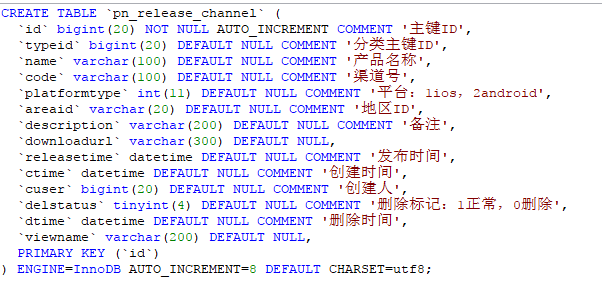 CREATE TABLE `pn_release_channel` (
  `id` bigint(20) NOT NULL AUTO_INCREMENT COMMENT '主键ID',
  `typeid` bigint(20) DEFAULT NULL COMMENT '分类主键ID',
  `name` varchar(100) DEFAULT NULL COMMENT '产品名称',
  `code` varchar(100) DEFAULT NULL COMMENT '渠道号',
  `platformtype` int(11) DEFAULT NULL COMMENT '平台：1ios，2android',
  `areaid` varchar(20) DEFAULT NULL COMMENT '地区ID',
  `description` varchar(200) DEFAULT NULL COMMENT '备注',
  `downloadurl` varchar(300) DEFAULT NULL,
  `releasetime` datetime DEFAULT NULL COMMENT '发布时间',
  `ctime` datetime DEFAULT NULL COMMENT '创建时间',
  `cuser` bigint(20) DEFAULT NULL COMMENT '创建人',
  `delstatus` tinyint(4) DEFAULT NULL COMMENT '删除标记：1正常，0删除',
  `dtime` datetime DEFAULT NULL COMMENT '删除时间',
  `viewname` varchar(200) DEFAULT NULL,
  PRIMARY KEY (`id`)
) ENGINE=InnoDB AUTO_INCREMENT=8 DEFAULT CHARSET=utf8;